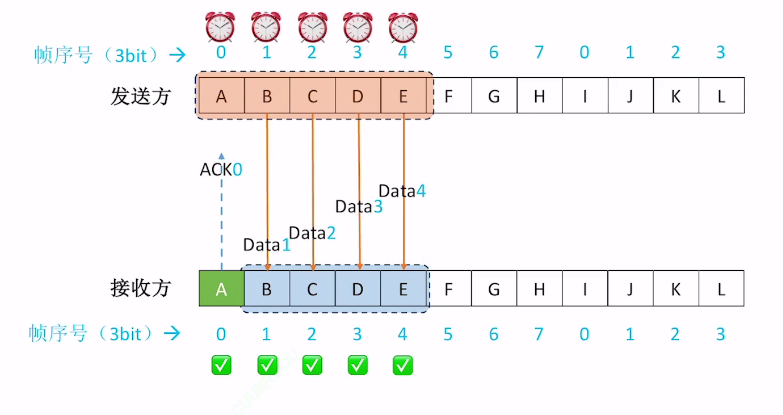 帧序号（3bit）→ 0 1 2 3 4 5 6 7 0 1 2 3
发送方 A B C D E F G H I J K L
ACK0
Data4
Data3
Data2
Data1
接收方 A B C D E F G H I J K L
帧序号（3bit）→ 0 1 2 3 4 5 6 7 0 1 2 3